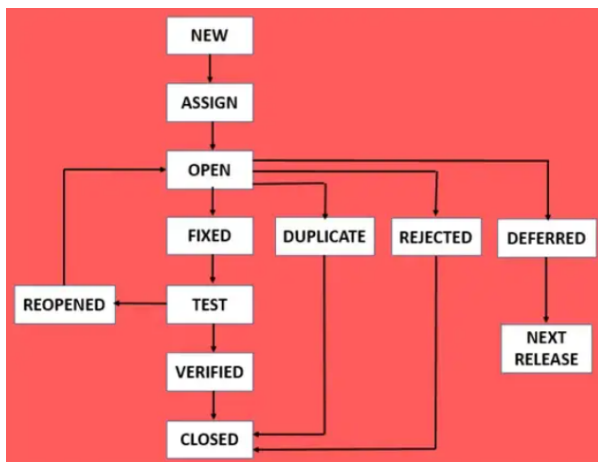 NEW
ASSIGN
OPEN
FIXED
DUPLICATE
REJECTED
DEFERRED
REOPENED
TEST
NEXT
RELEASE
VERIFIED
CLOSED